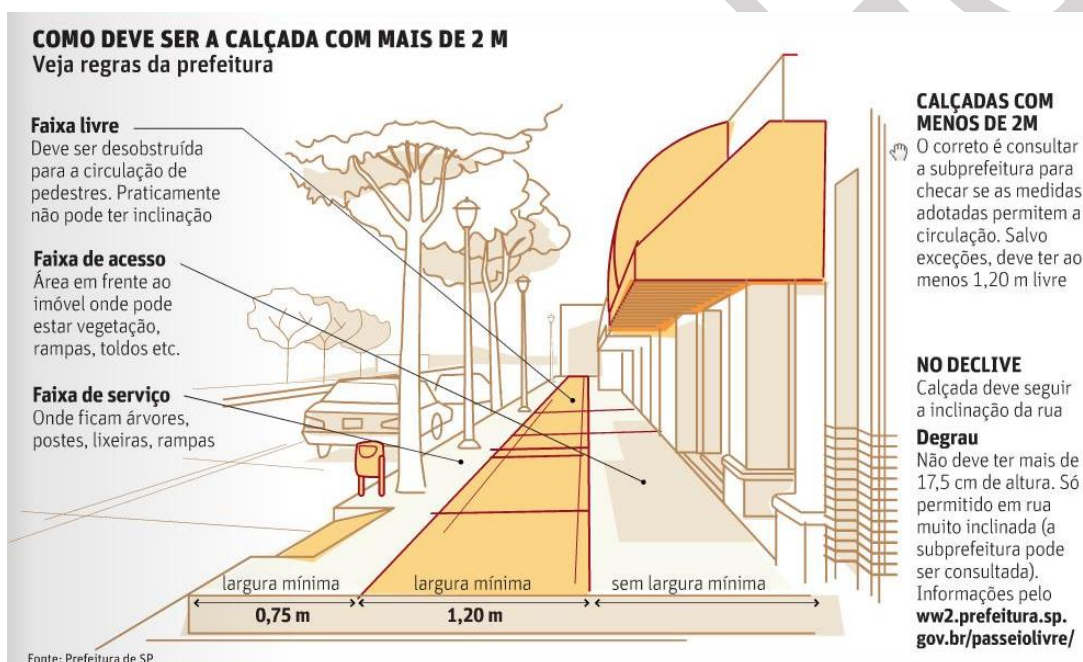 COMO DEVE SER A CALÇADA COM MAIS DE 2 M
Veja regras da prefeitura
Faixa livre
Deve ser desobstruída
para a circulação de
pedestres. Praticamente
não pode ter inclinação
Faixa de acesso
Área em frente ao
imóvel onde pode
estar vegetação,
rampas, toldos etc.
Faixa de serviço
Onde ficam árvores,
postes, lixeiras, rampas
largura mínima
0,75 m
largura mínima
1,20 m
sem largura mínima
CALÇADAS COM
MENOS DE 2M
O correto é consultar
a subprefeitura para
checar se as medidas
adotadas permitem a
circulação. Salvo
exceções, deve ter ao
menos 1,20 m livre
NO DECLIVE
Calçada deve seguir
a inclinação da rua
Degrau
Não deve ter mais de
17,5 cm de altura. Só
permitido em rua
muito inclinada (a
subprefeitura pode
ser consultada).
Informações pelo
ww2.prefeitura.sp.
gov.br/passeiolivre/
Fonte: Prefeitura de SP